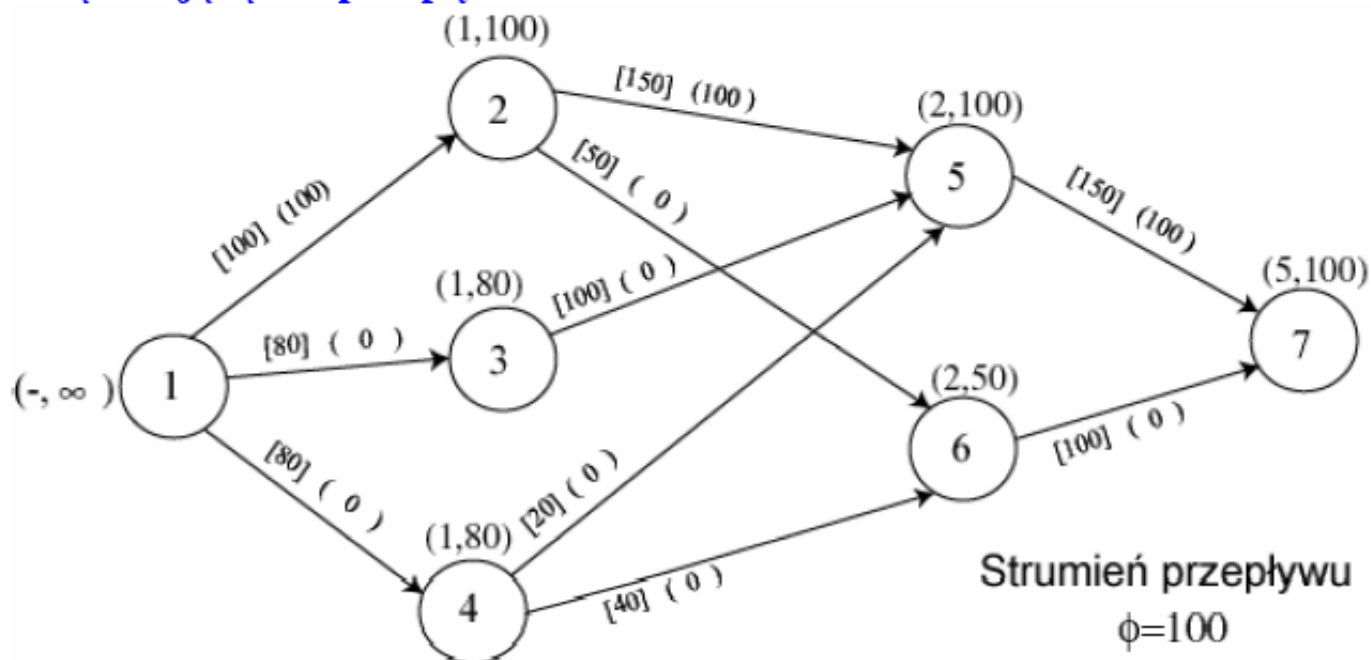 (1,100)
[150] (100)
2
(2,100)
[50] ( 0 )
5
[150] (100)
[100] (100)
(1,80)
[100] ( 0 )
(5,100)
[80] ( 0 )
3
7
(-, ∞ )
1
(2,50)
[80] ( 0 )
[100] ( 0 )
6
[20] ( 0 )
(1,80)
4
[40] ( 0 )
Strumień przepływu
ϕ=100